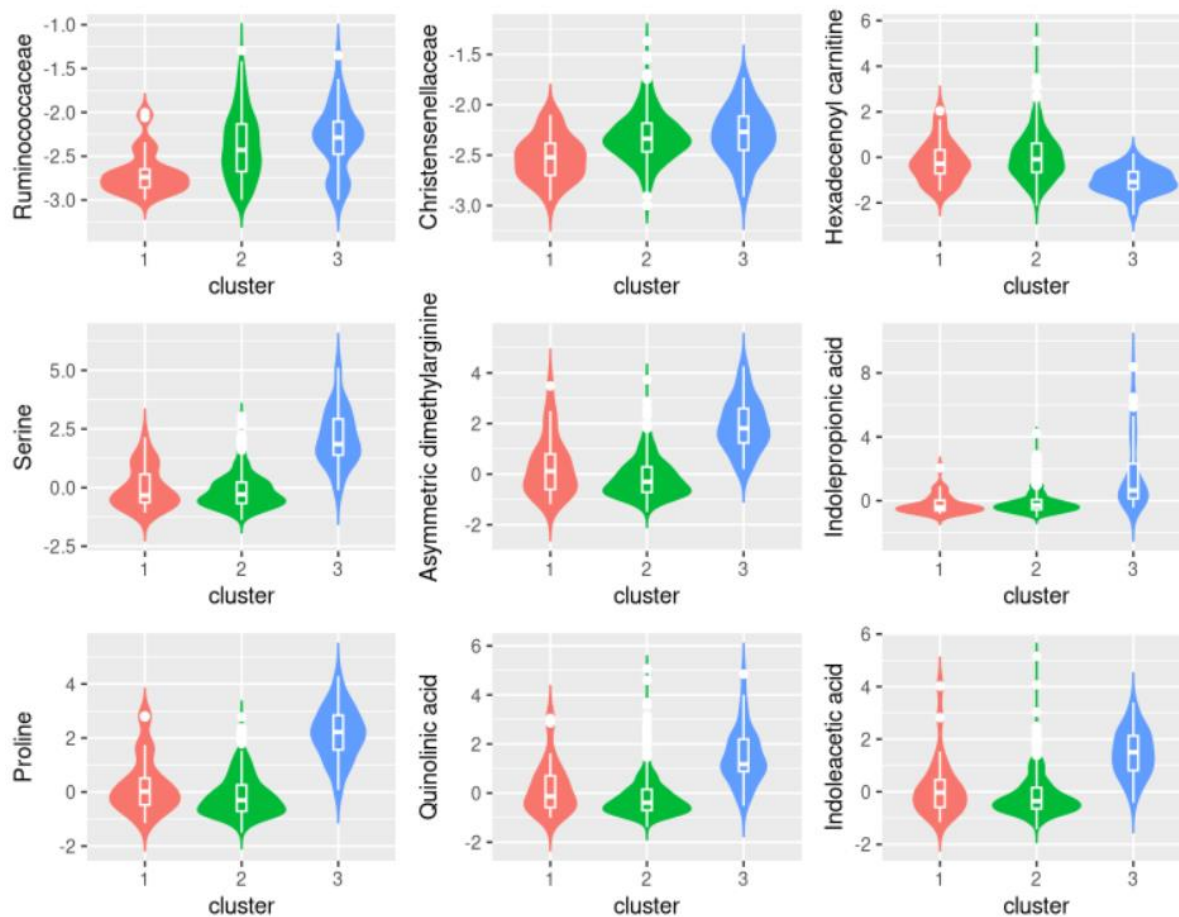 Ruminococcaceae
-1.0
-1.5
-2.0
-2.5
-3.0
1 2 3
cluster
Christensenellaceae
-1.5
-2.0
-2.5
-3.0
1 2 3
cluster
Hexadecenoyl carnitine
6
4
2
0
-2
1 2 3
cluster
Serine
5.0
2.5
0.0
-2.5
1 2 3
cluster
Asymmetric dimethylarginine
4
2
0
-2
1 2 3
cluster
Indolepropionic acid
8
4
0
1 2 3
cluster
Proline
4
2
0
-2
1 2 3
cluster
Quinolinic acid
6
4
2
0
-2
1 2 3
cluster
Indoleacetic acid
6
4
2
0
-2
1 2 3
cluster